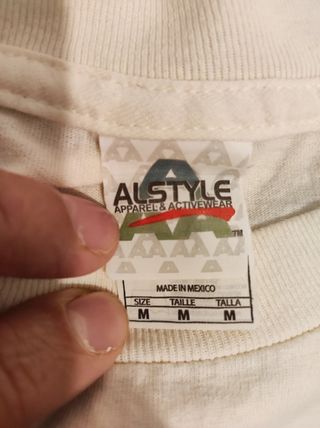 ALSTYLE
APPAREL & ACTIVEWEAR
TM
MADE IN MEXICO
SIZE TAILLE TALLA
M M M